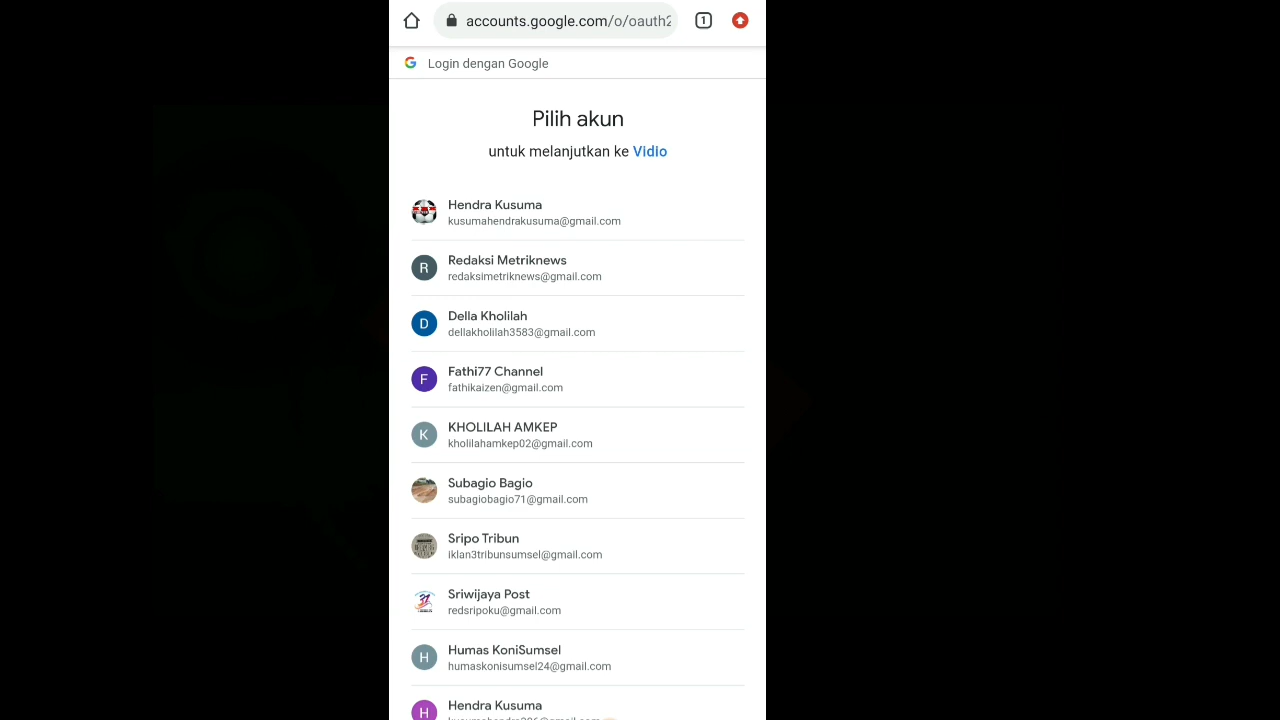 accounts.google.com/o/oauth2
1
Login dengan Google
Pilih akun
untuk melanjutkan ke Vidio
Hendra Kusuma
kusumahendrakusuma@gmail.com
R
Redaksi Metriknews
redaksimetriknews@gmail.com
D
Della Kholilah
dellakholilah3583@gmail.com
F
Fathi77 Channel
fathikaizen@gmail.com
K
KHOLILAH AMKEP
kholilahamkep02@gmail.com
Subagio Bagio
subagiobagio71@gmail.com
Sripo Tribun
iklan3tribunsumsel@gmail.com
Sriwijaya Post
redsripoku@gmail.com
H
Humas KoniSumsel
humaskonisumsel24@gmail.com
H
Hendra Kusuma